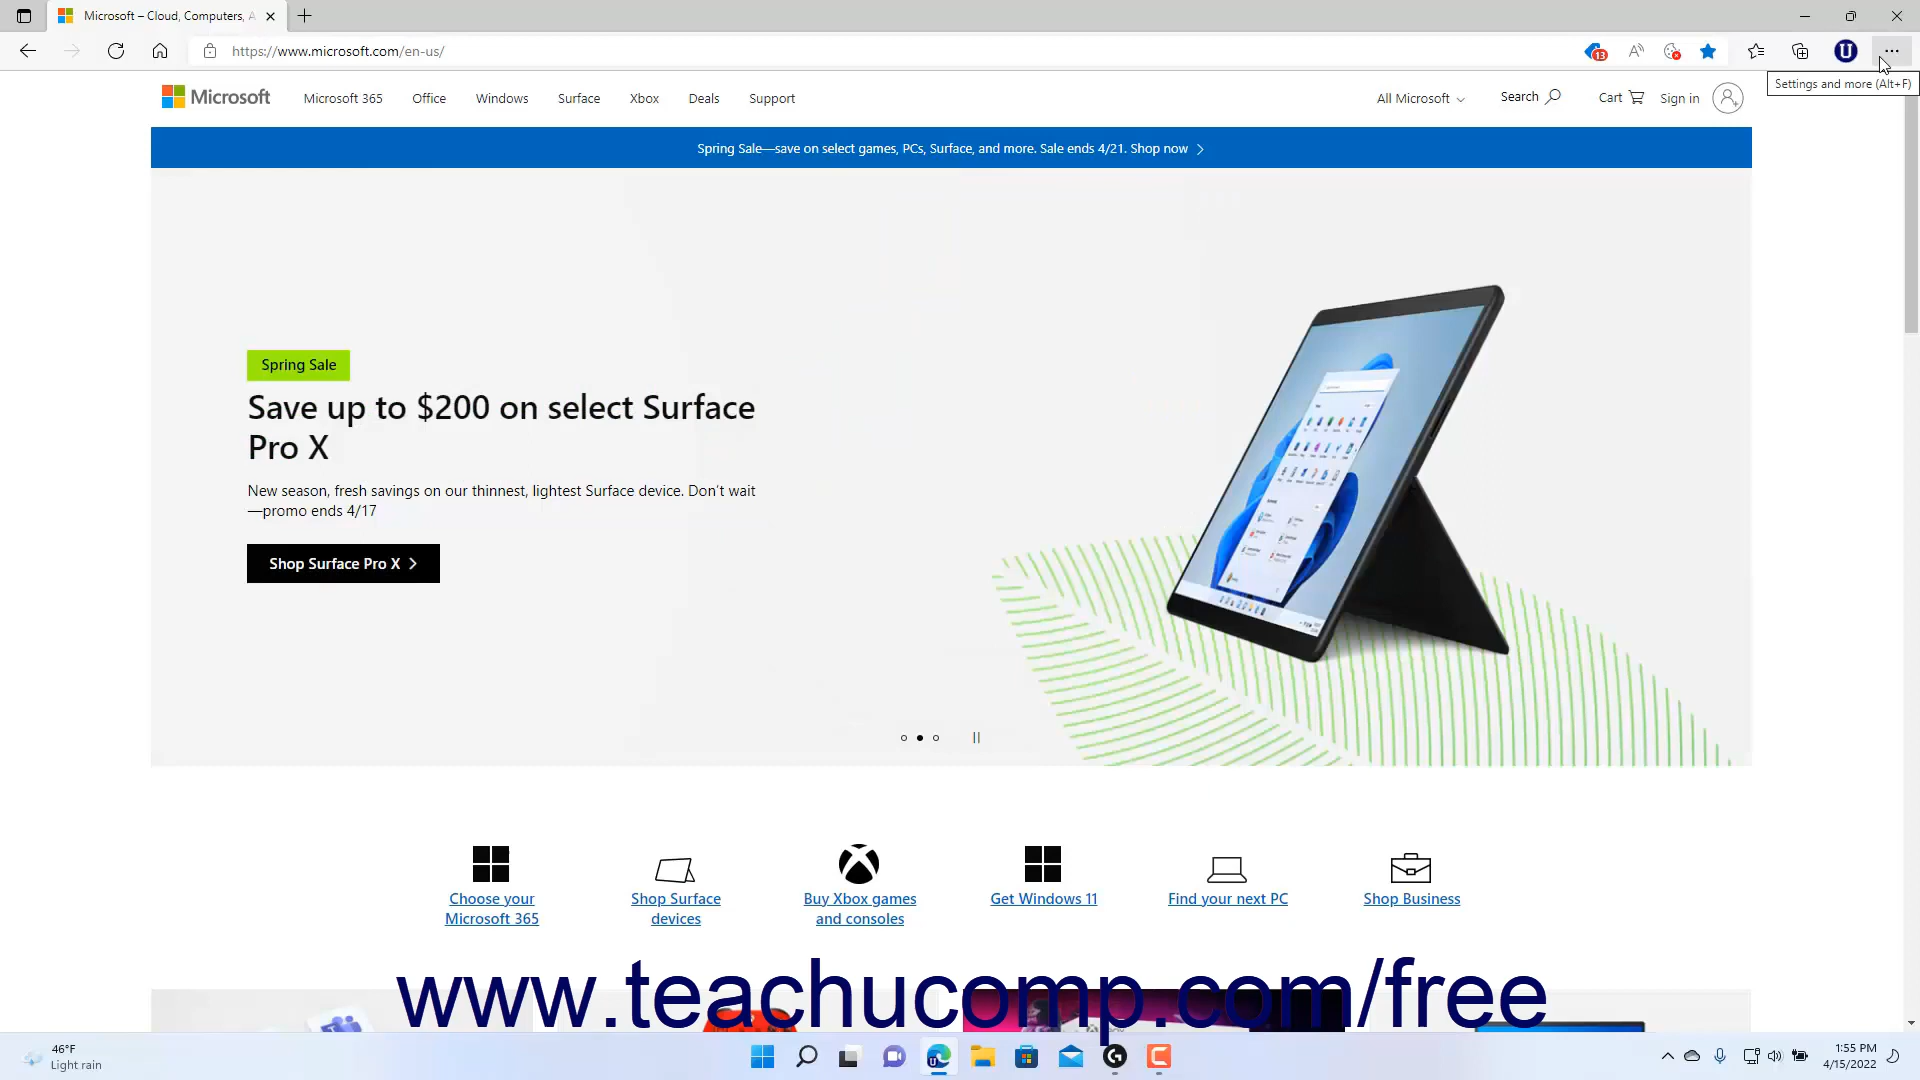 Microsoft – Cloud, Computers, A
https://www.microsoft.com/en-us/
13
U
Settings and more (Alt+F)
Microsoft
Microsoft 365
Office
Windows
Surface
Xbox
Deals
Support
All Microsoft
Search
Cart
Sign in
Spring Sale—save on select games, PCs, Surface, and more. Sale ends 4/21. Shop now
Spring Sale
Save up to $200 on select Surface
Pro X
New season, fresh savings on our thinnest, lightest Surface device. Don't wait
—promo ends 4/17
Shop Surface Pro X
Choose your
Microsoft 365
Shop Surface
devices
Buy Xbox games
and consoles
Get Windows 11
Find your next PC
Shop Business
www.teachucomp.com/free
46°F
Light rain
1:55 PM
4/15/2022